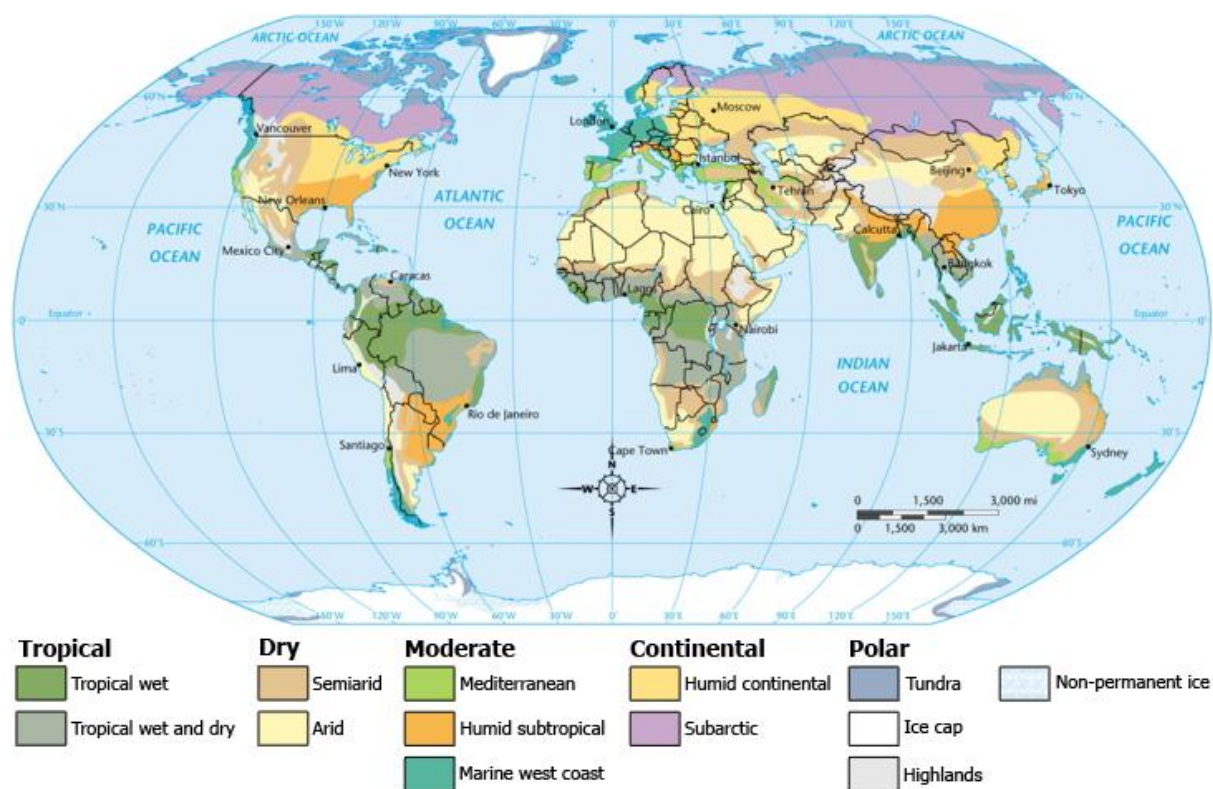 150°W 120°W 90°W 60°W 30°W 0° 30°E 60°E 90°E 120°E 150°E
ARCTIC OCEAN
ARCTIC OCEAN
60°N
60°N
Moscow
London
Vancouver
Istanbul
New York
Beijing
Tehran
Tokyo
ATLANTIC
OCEAN
New Orleans
30°N
30°N
Cairo
PACIFIC
OCEAN
Calcutta
PACIFIC
OCEAN
Mexico City
Bangkok
Caracas
Lagos
Equator
0°
Equator
0°
Nairobi
Jakarta
INDIAN
OCEAN
Lima
Rio de Janeiro
30°S
30°S
Santiago
Cape Town
Sydney
N
W
E
S
0 1,500 3,000 mi
0 1,500 3,000 km
60°S
60°S
150°W 120°W 90°W 60°W 30°W 0° 30°E 60°E 90°E 120°E 150°E
Tropical
Tropical wet
Tropical wet and dry
Dry
Semiarid
Arid
Moderate
Mediterranean
Humid subtropical
Marine west coast
Continental
Humid continental
Subarctic
Polar
Tundra
Ice cap
Highlands
Non-permanent ice